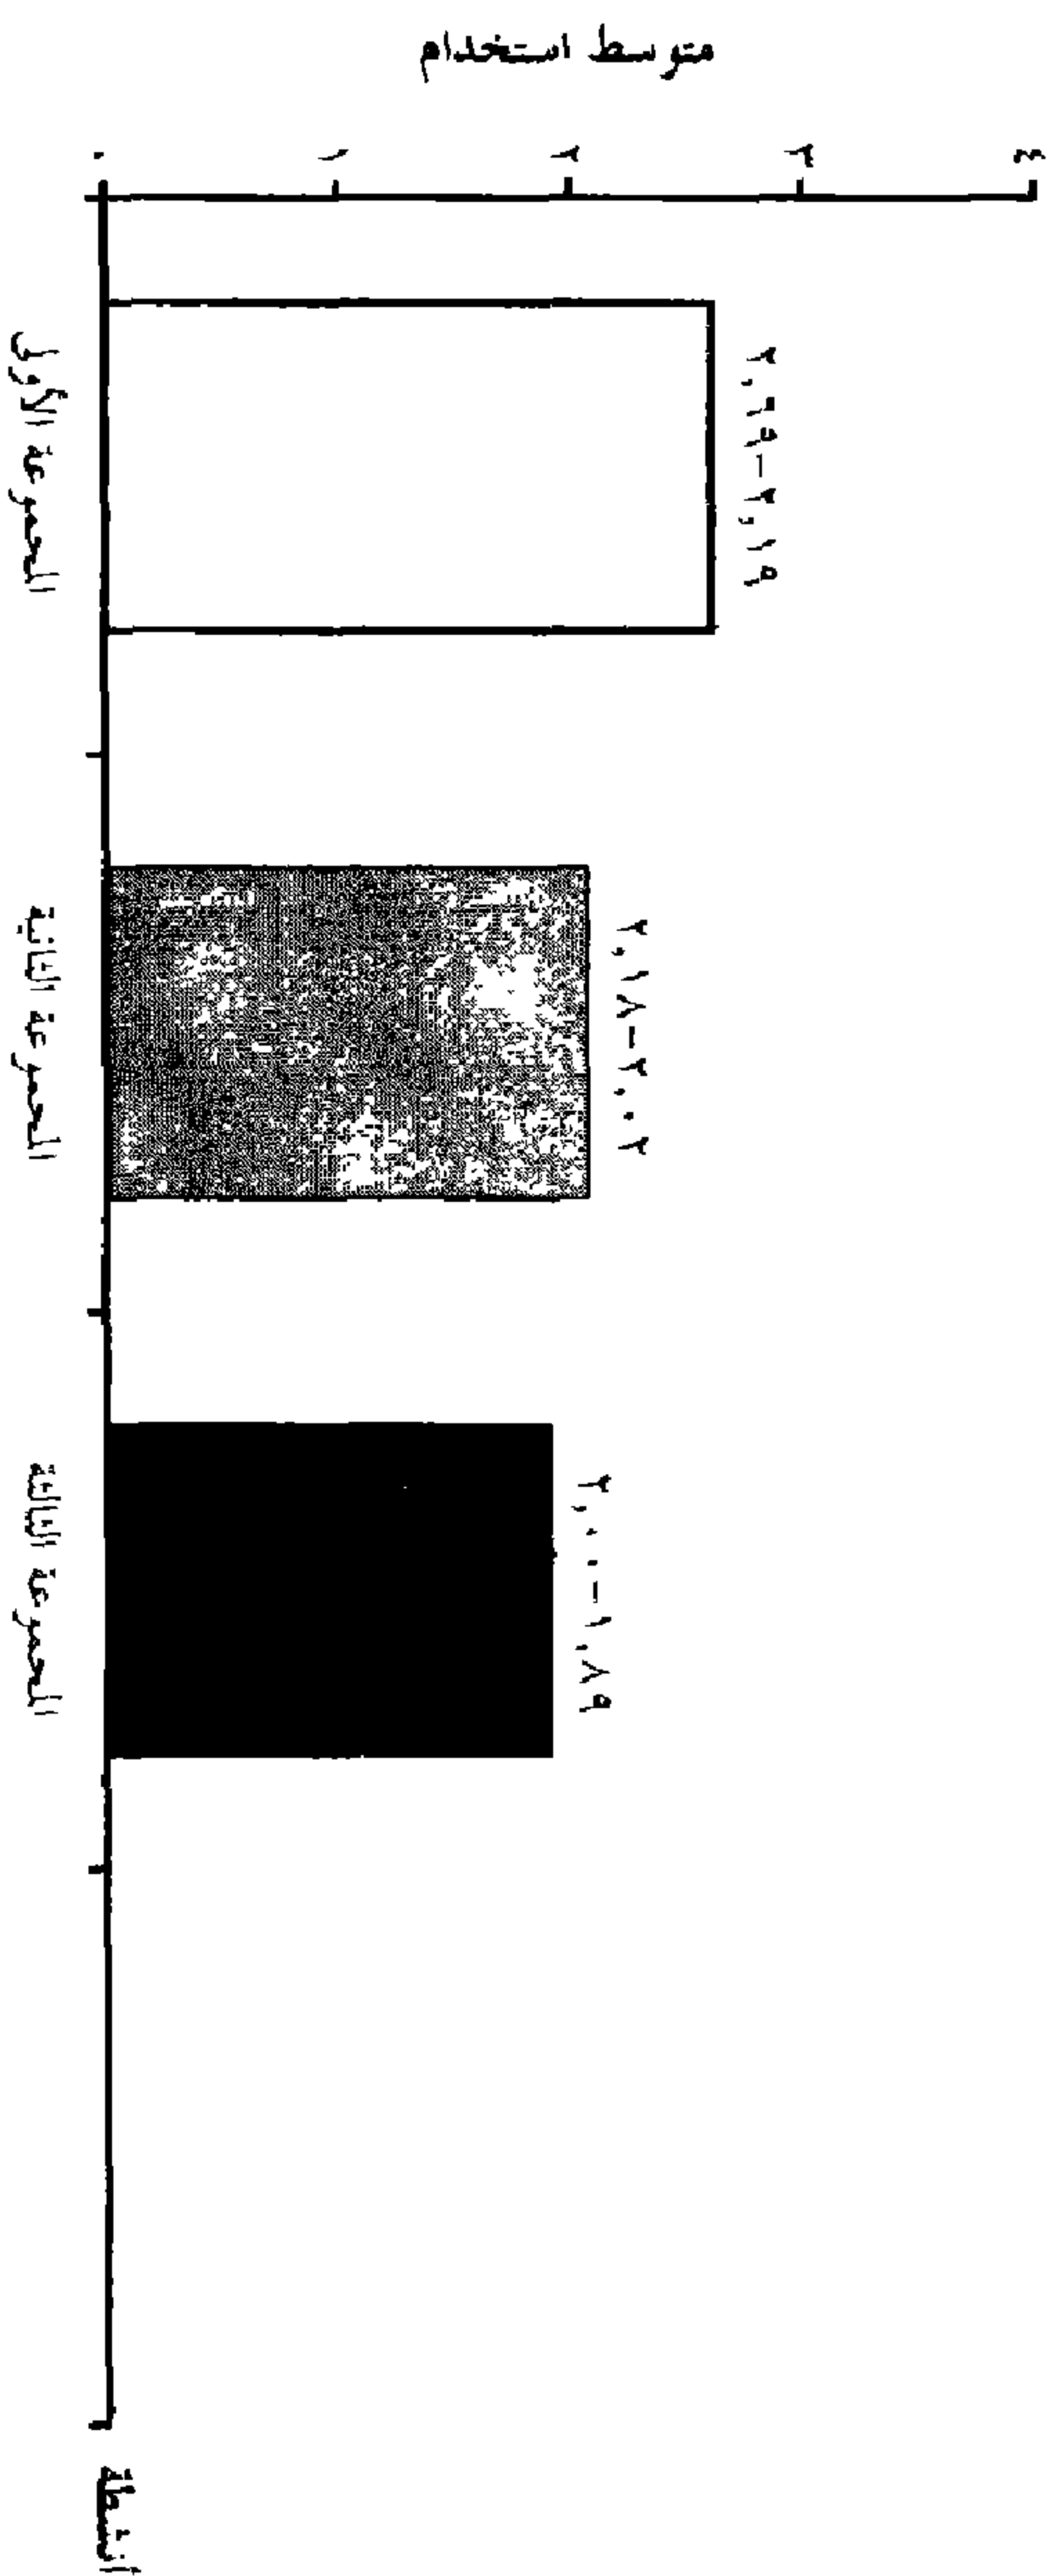 متوسط استخدام
٤
٣
٢
١
٠
٢,٦٩-٢,١٩
٢,١٨-٢,٠٢
٢,٠٠-١,٨٩
المجموعة الأولى
المجموعة الثانية
المجموعة الثالثة
أنشطة